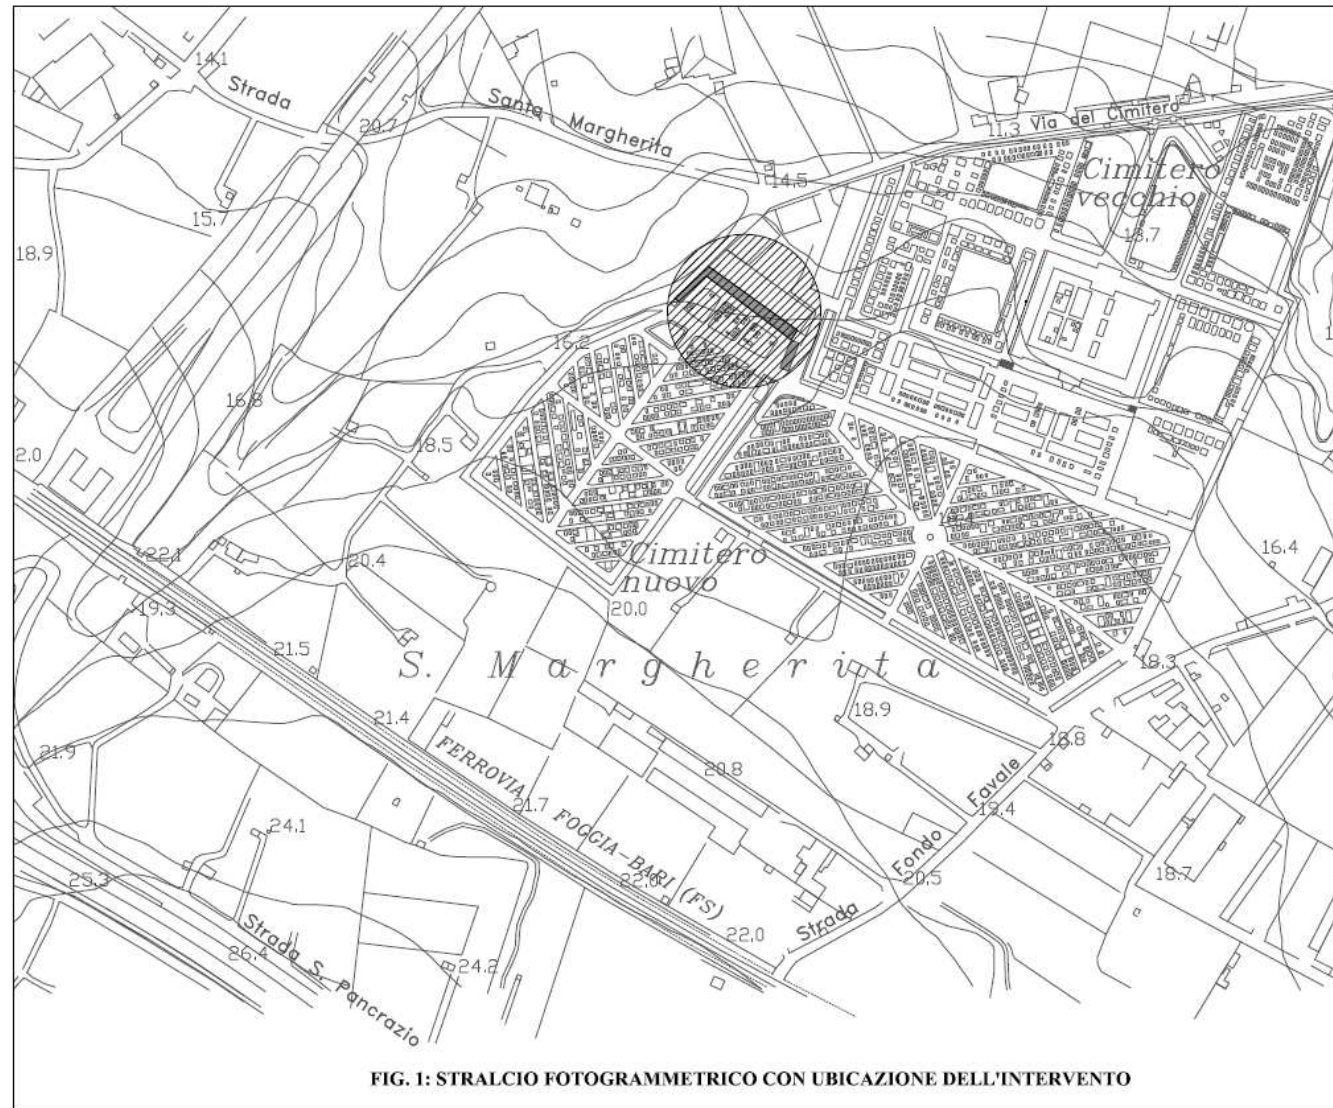 14.1
Strada
Santa Margherita
20.7
11.3
Via del Cimitero
Cimitero
vecchio
14.5
15.7
13.7
18.9
16.2
16.8
18.5
2.0
Cimitero
nuovo
22.1
20.4
16.4
20.0
19.3
21.5
S. Margherita
18.3
18.9
21.4
18.8
21.9
FERROVIA FOGGIA-BARI (FS)
20.8
21.7
Strada Fondo Favale
19.4
24.1
25.3
22.0
20.5
18.7
Strada S. Pancrazio
26.4
22.0
24.2
FIG. 1: STRALCIO FOTOGRAMMETRICO CON UBICAZIONE DELL'INTERVENTO